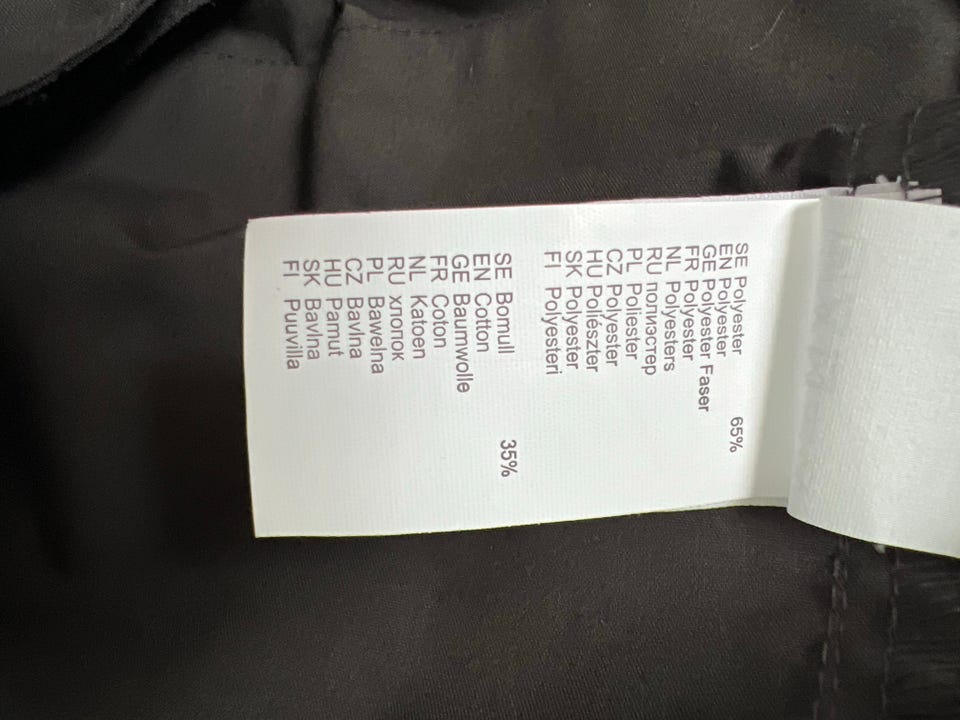 SE Polyester 65%
EN Polyester
GE Polyester Faser
FR Polyester
NL Polyesters
RU полиэстер
PL Poliester
CZ Polyester
HU Poliészter
SK Polyester
FI Polyesteri
SE Bomull 35%
EN Cotton
GE Baumwolle
FR Coton
NL Katoen
RU хлопок
PL Bawelna
CZ Bavlna
HU Pamut
SK Bavlna
FI Puuvilla